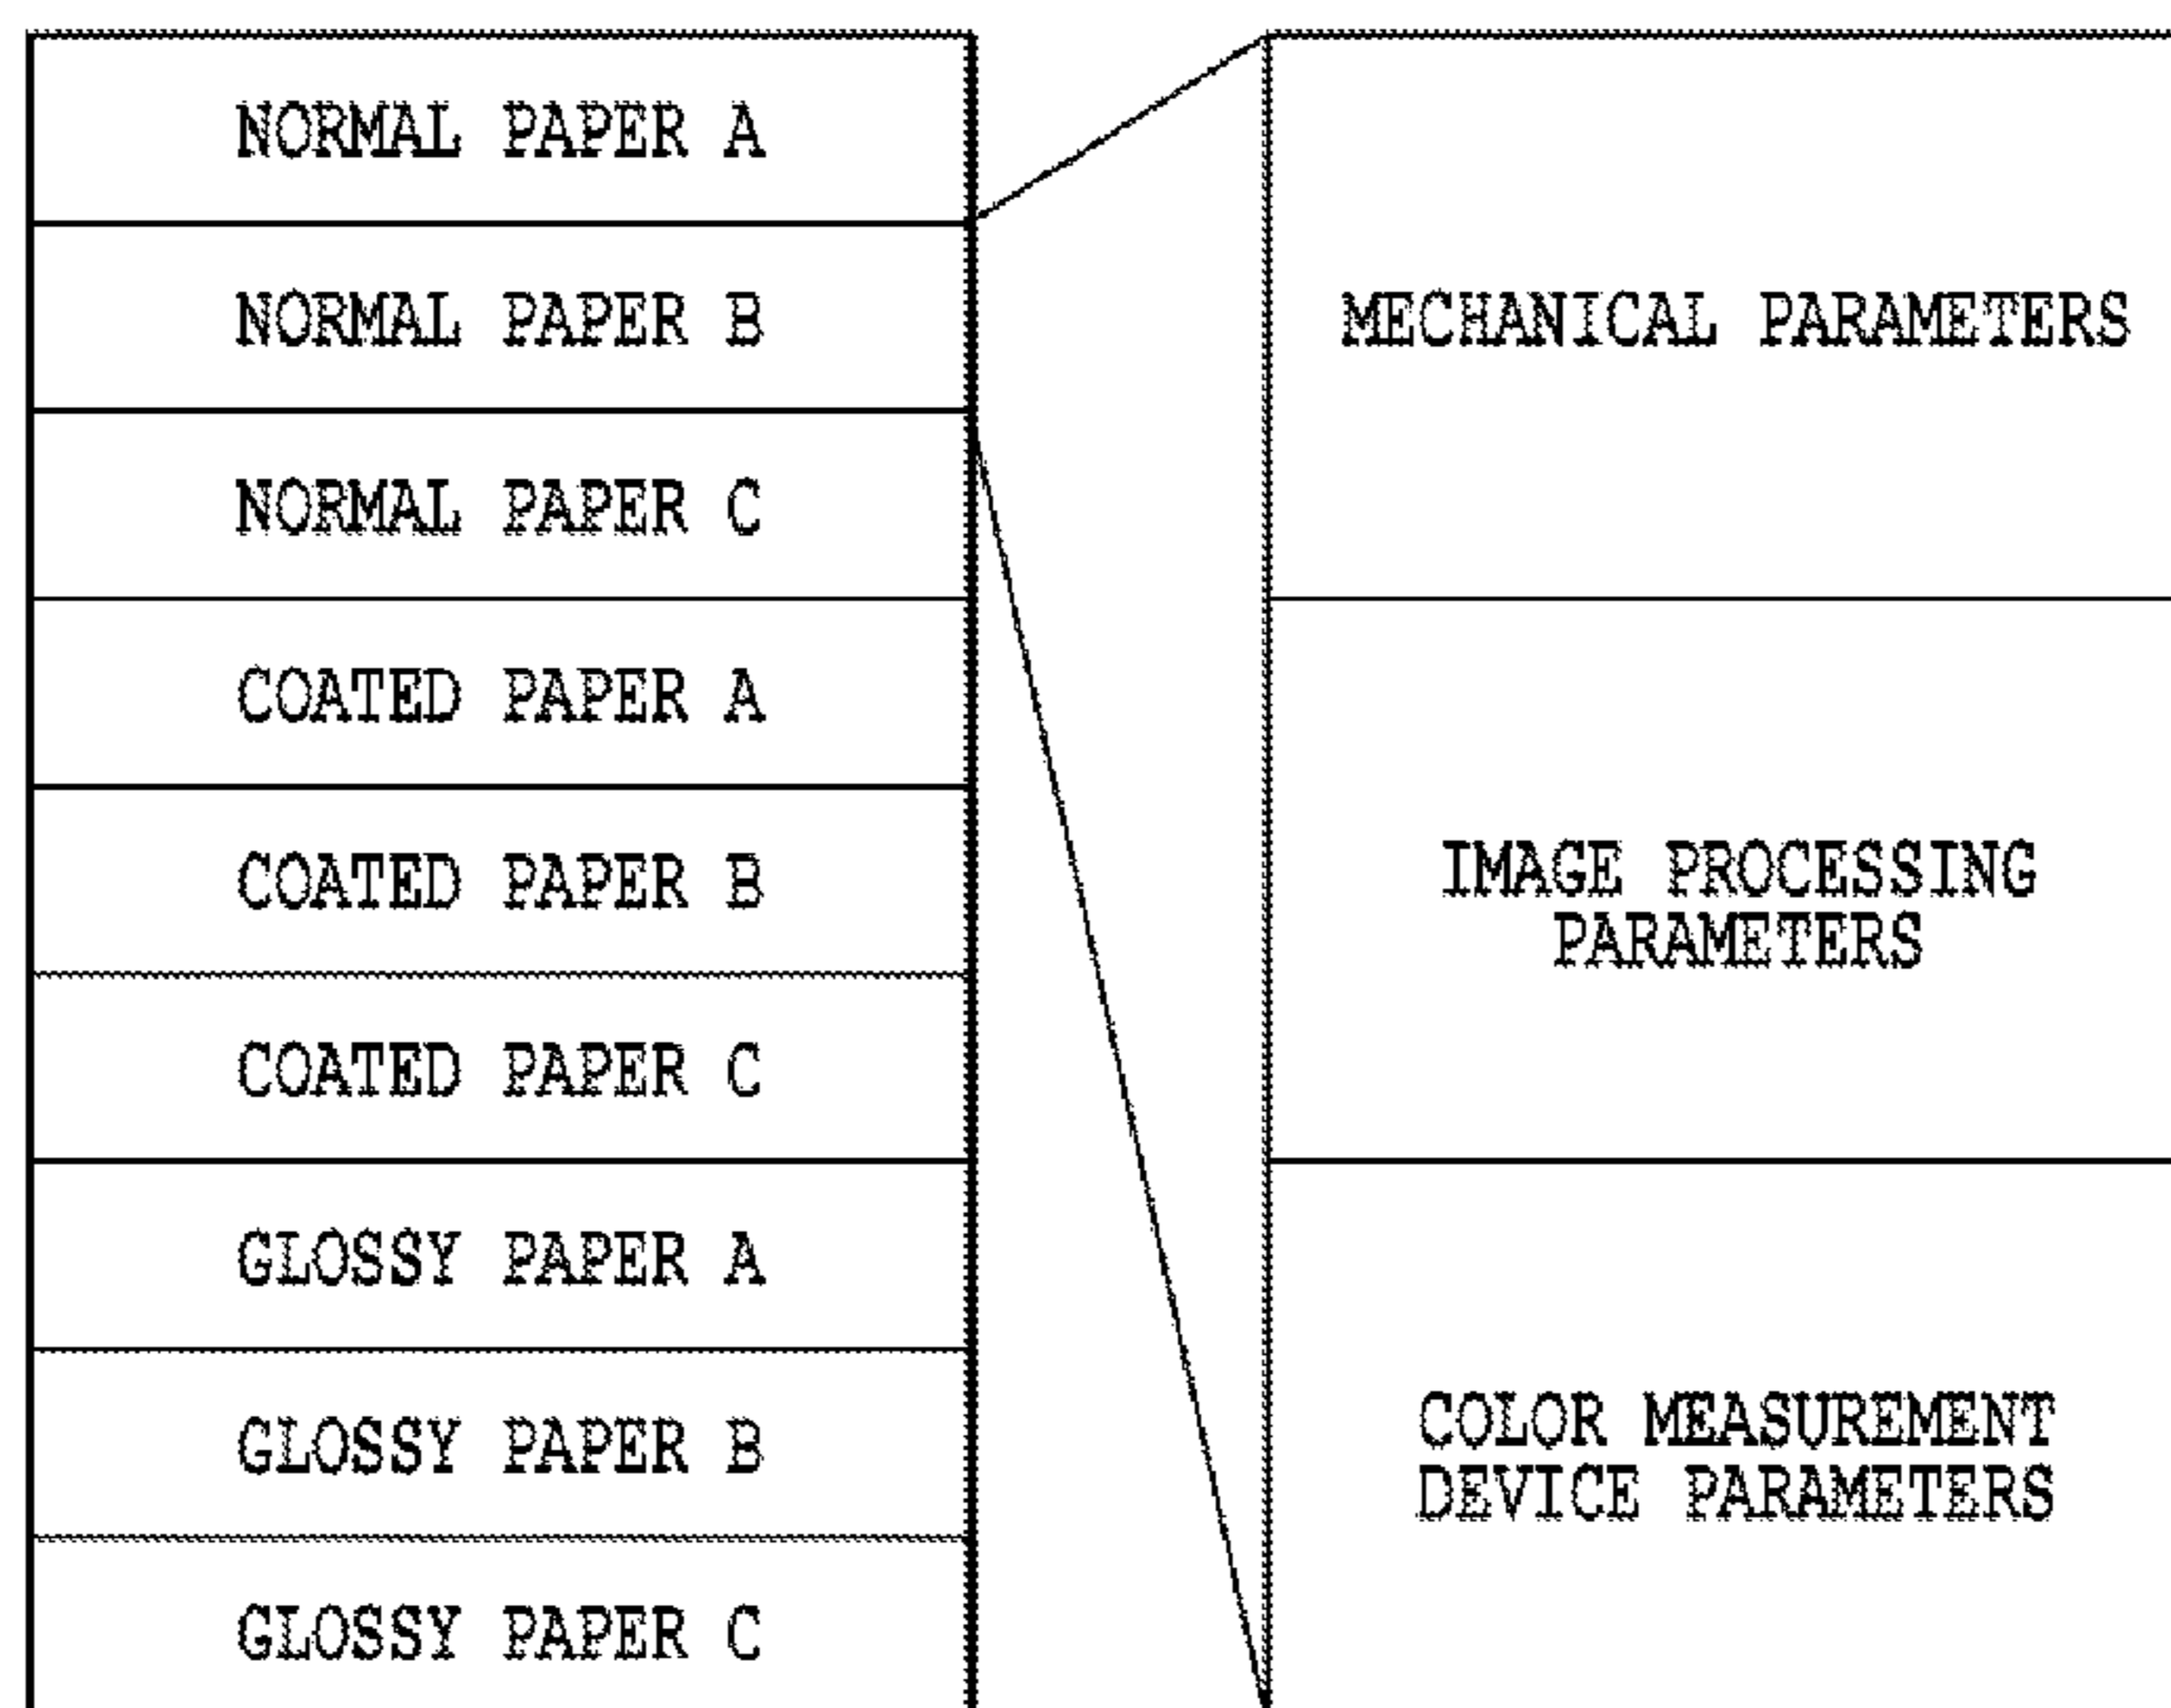 NORMAL PAPER A
NORMAL PAPER B
NORMAL PAPER C
COATED PAPER A
COATED PAPER B
COATED PAPER C
GLOSSY PAPER A
GLOSSY PAPER B
GLOSSY PAPER C
MECHANICAL PARAMETERS
IMAGE PROCESSING
PARAMETERS
COLOR MEASUREMENT
DEVICE PARAMETERS